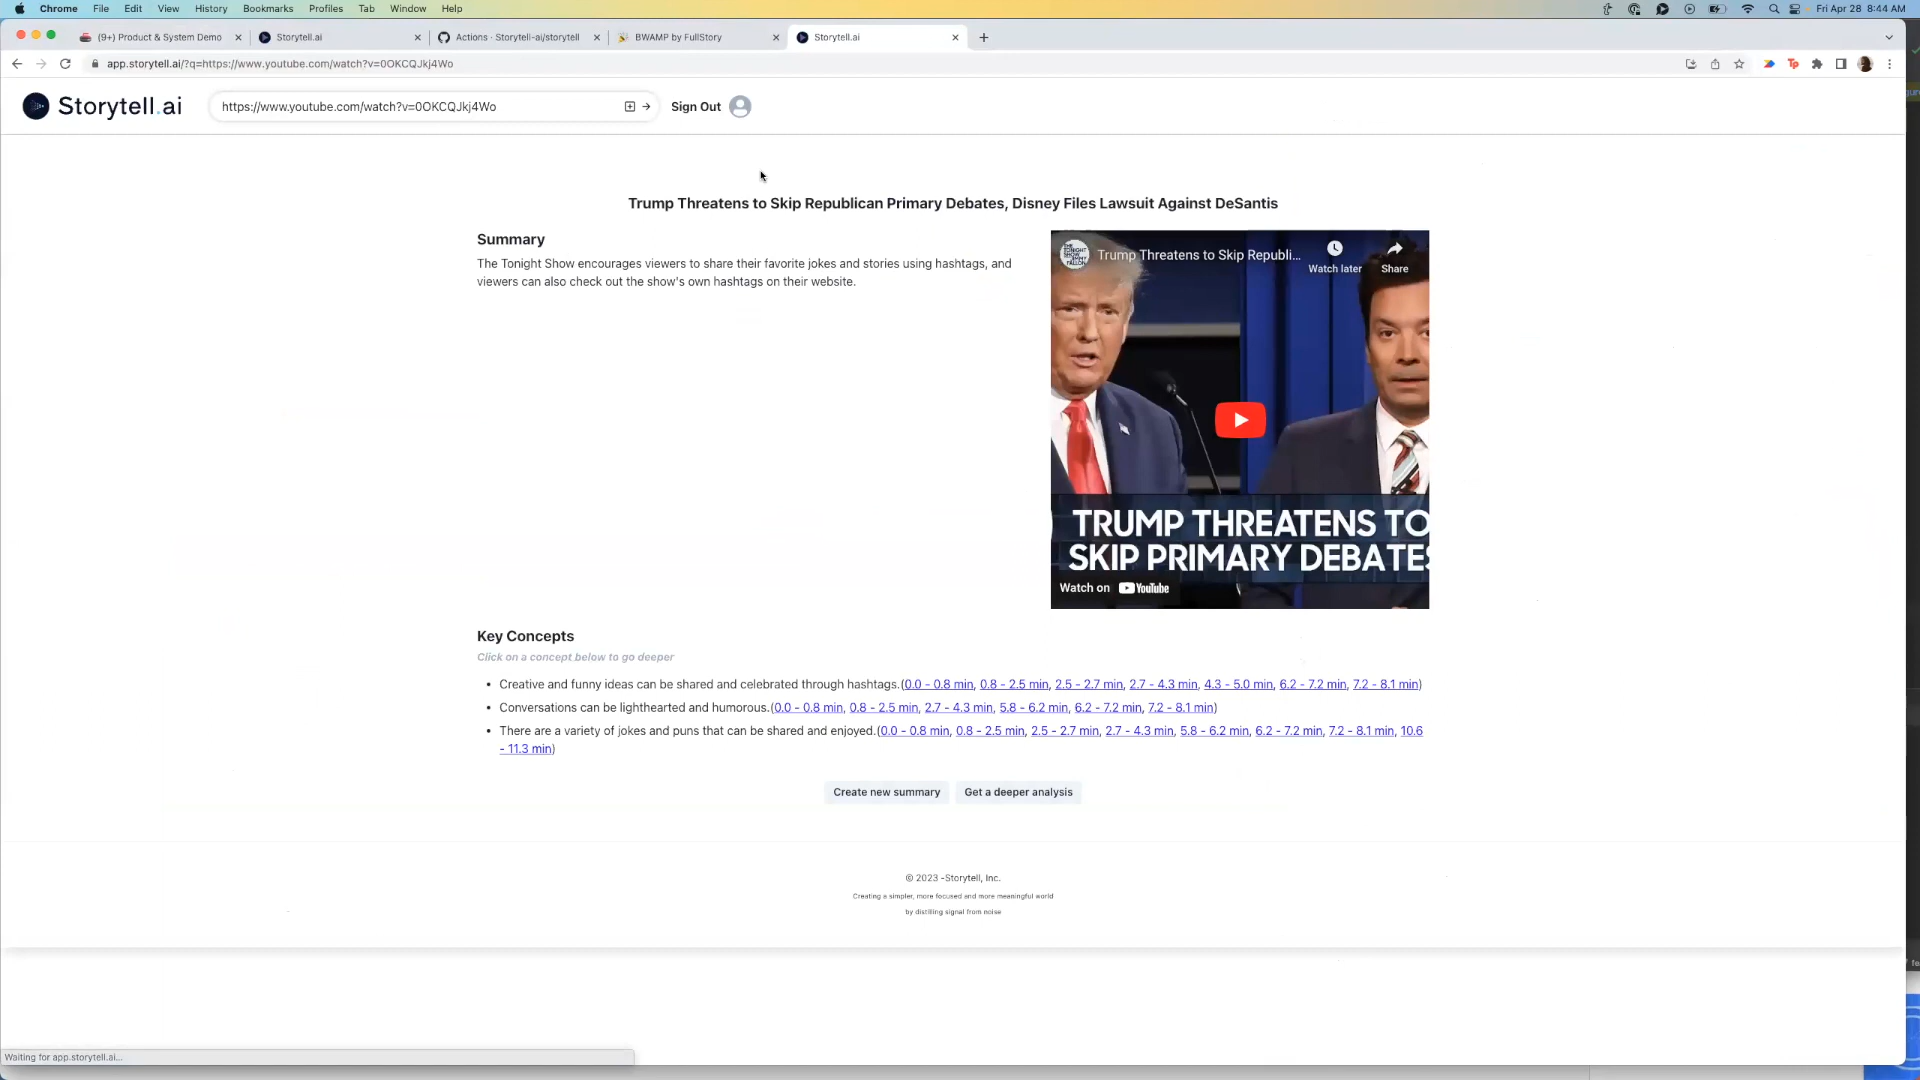 Chrome File Edit View History Bookmarks Profiles Tab Window Help
Fri Apr 28 8:44 AM
(9+) Product & System Demo
Storytell.ai
Actions · Storytell-ai/storytell
BWAMP by FullStory
Storytell.ai
app.storytell.ai/?q=https://www.youtube.com/watch?v=0OKCQJkj4Wo
Storytell.ai
https://www.youtube.com/watch?v=0OKCQJkj4Wo
Sign Out
Trump Threatens to Skip Republican Primary Debates, Disney Files Lawsuit Against DeSantis
Summary
The Tonight Show encourages viewers to share their favorite jokes and stories using hashtags, and
viewers can also check out the show's own hashtags on their website.
Trump Threatens to Skip Republi...
Watch later
Share
TRUMP THREATENS TO
SKIP PRIMARY DEBATES
Watch on YouTube
Key Concepts
Click on a concept below to go deeper
• Creative and funny ideas can be shared and celebrated through hashtags.(0.0 - 0.8 min, 0.8 - 2.5 min, 2.5 - 2.7 min, 2.7 - 4.3 min, 4.3 - 5.0 min, 6.2 - 7.2 min, 7.2 - 8.1 min)
• Conversations can be lighthearted and humorous.(0.0 - 0.8 min, 0.8 - 2.5 min, 2.7 - 4.3 min, 5.8 - 6.2 min, 6.2 - 7.2 min, 7.2 - 8.1 min)
• There are a variety of jokes and puns that can be shared and enjoyed.(0.0 - 0.8 min, 0.8 - 2.5 min, 2.5 - 2.7 min, 2.7 - 4.3 min, 5.8 - 6.2 min, 6.2 - 7.2 min, 7.2 - 8.1 min, 10.6
- 11.3 min)
Create new summary
Get a deeper analysis
© 2023 -Storytell, Inc.
Creating a simpler, more focused and more meaningful world
by distilling signal from noise
Waiting for app.storytell.ai...